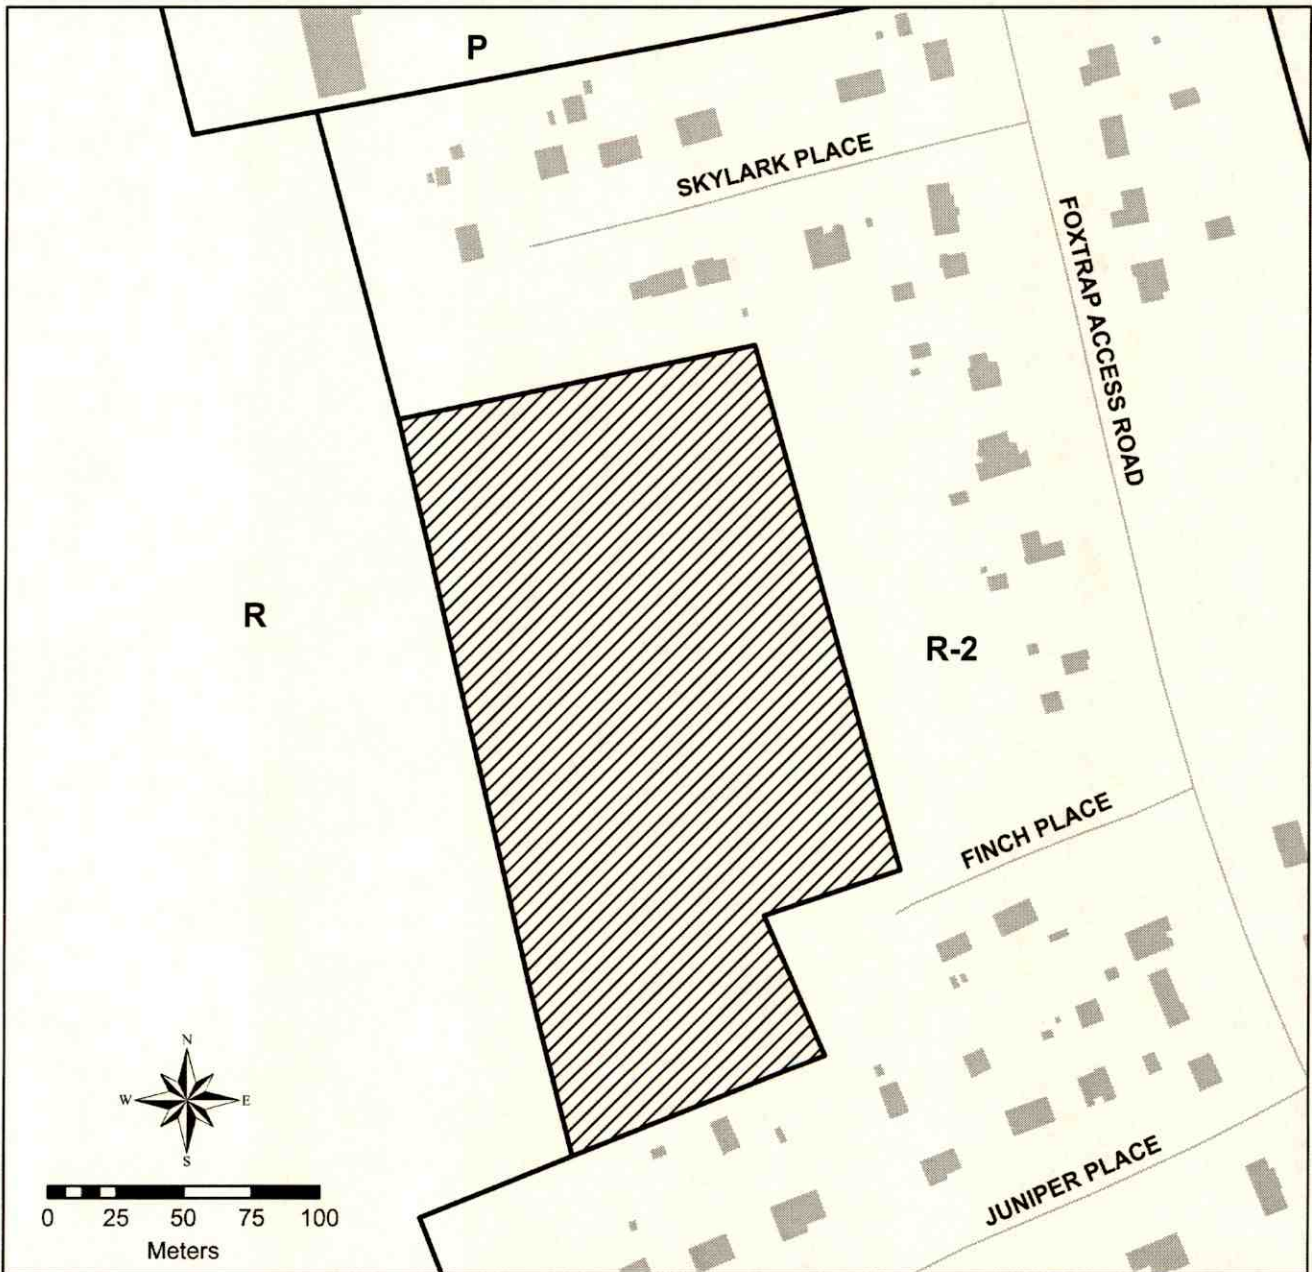 P
SKYLARK PLACE
FOXTRAP ACCESS ROAD
R
R-2
FINCH PLACE
N
W E
S
JUNIPER PLACE
0 25 50 75 100
Meters